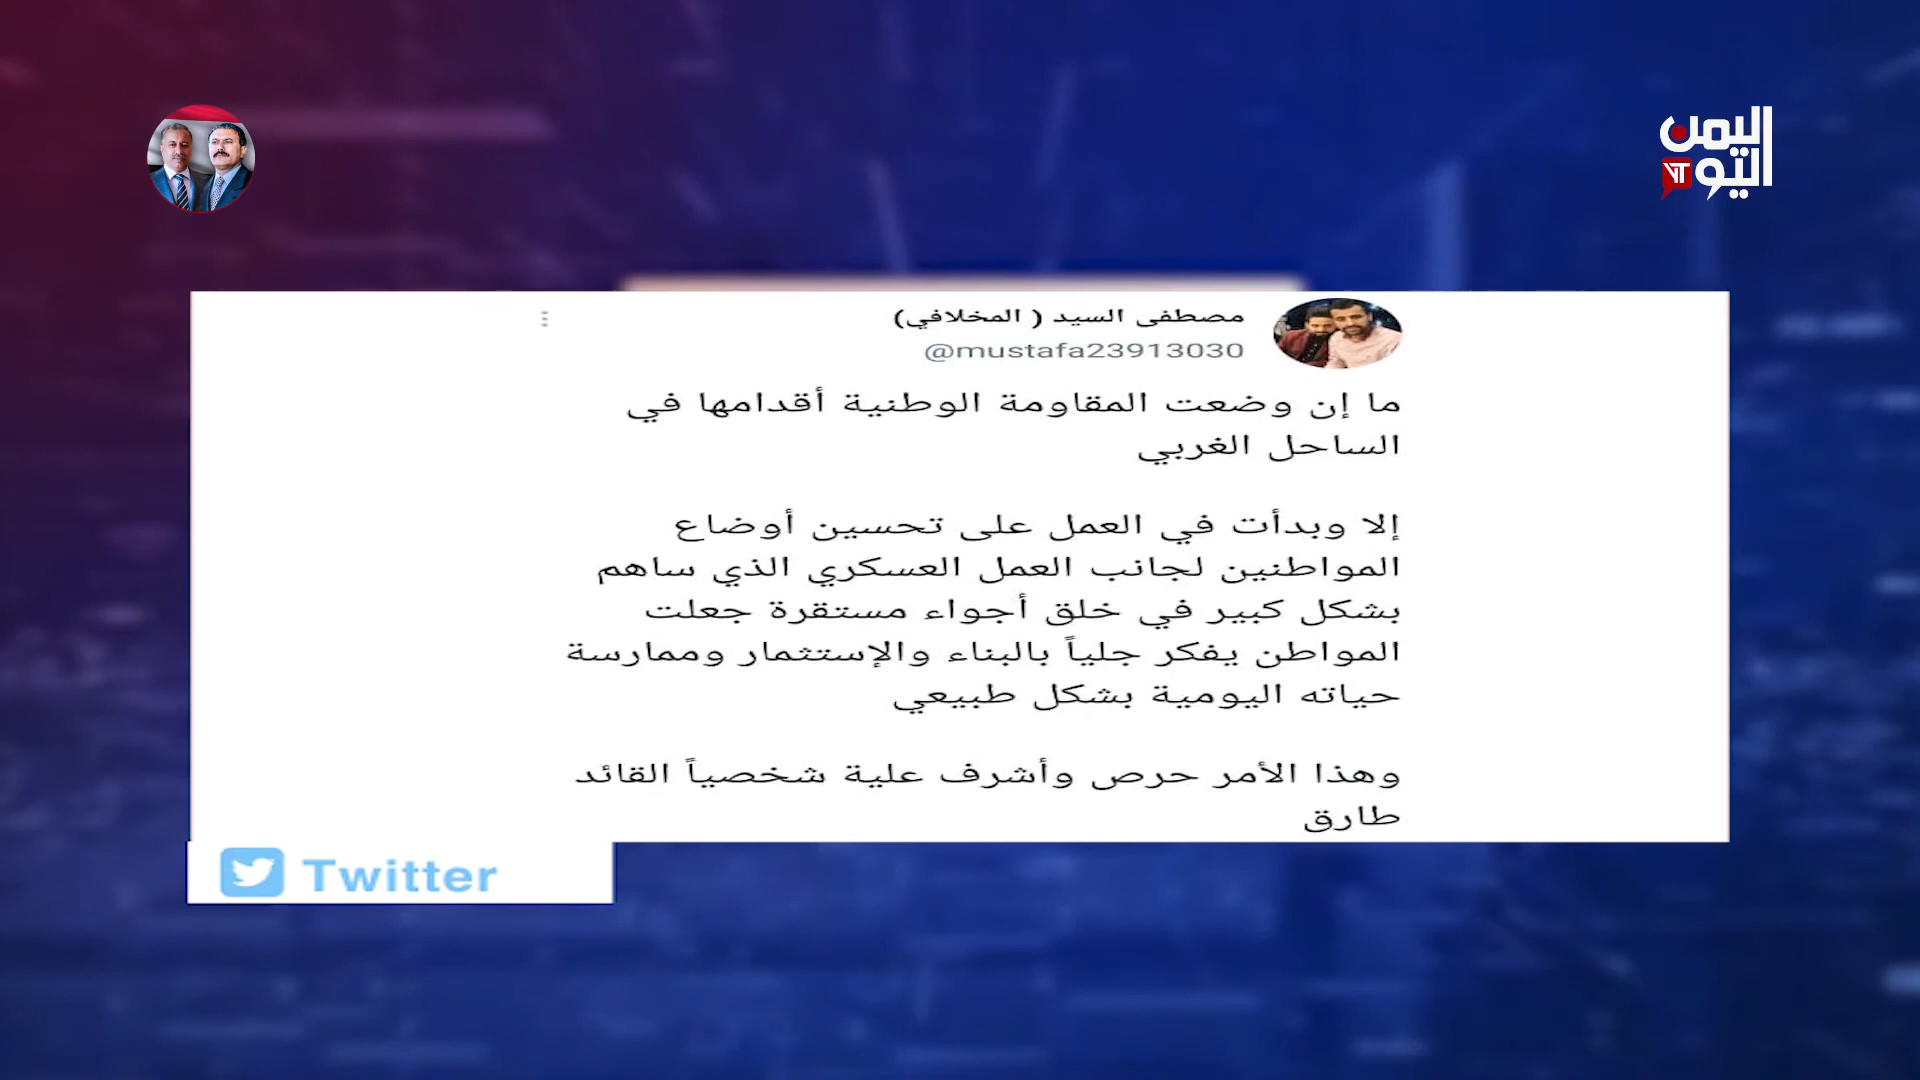 اليمن
اليوم
YT
مصطفى السيد ( المخلافي)
@mustafa23913030
ما إن وضعت المقاومة الوطنية أقدامها في
الساحل الغربي
إلا وبدأت في العمل على تحسين أوضاع
المواطنين لجانب العمل العسكري الذي ساهم
بشكل كبير في خلق أجواء مستقرة جعلت
المواطن يفكر جلياً بالبناء والإستثمار وممارسة
حياته اليومية بشكل طبيعي
وهذا الأمر حرص وأشرف علية شخصياً القائد
طارق
Twitter